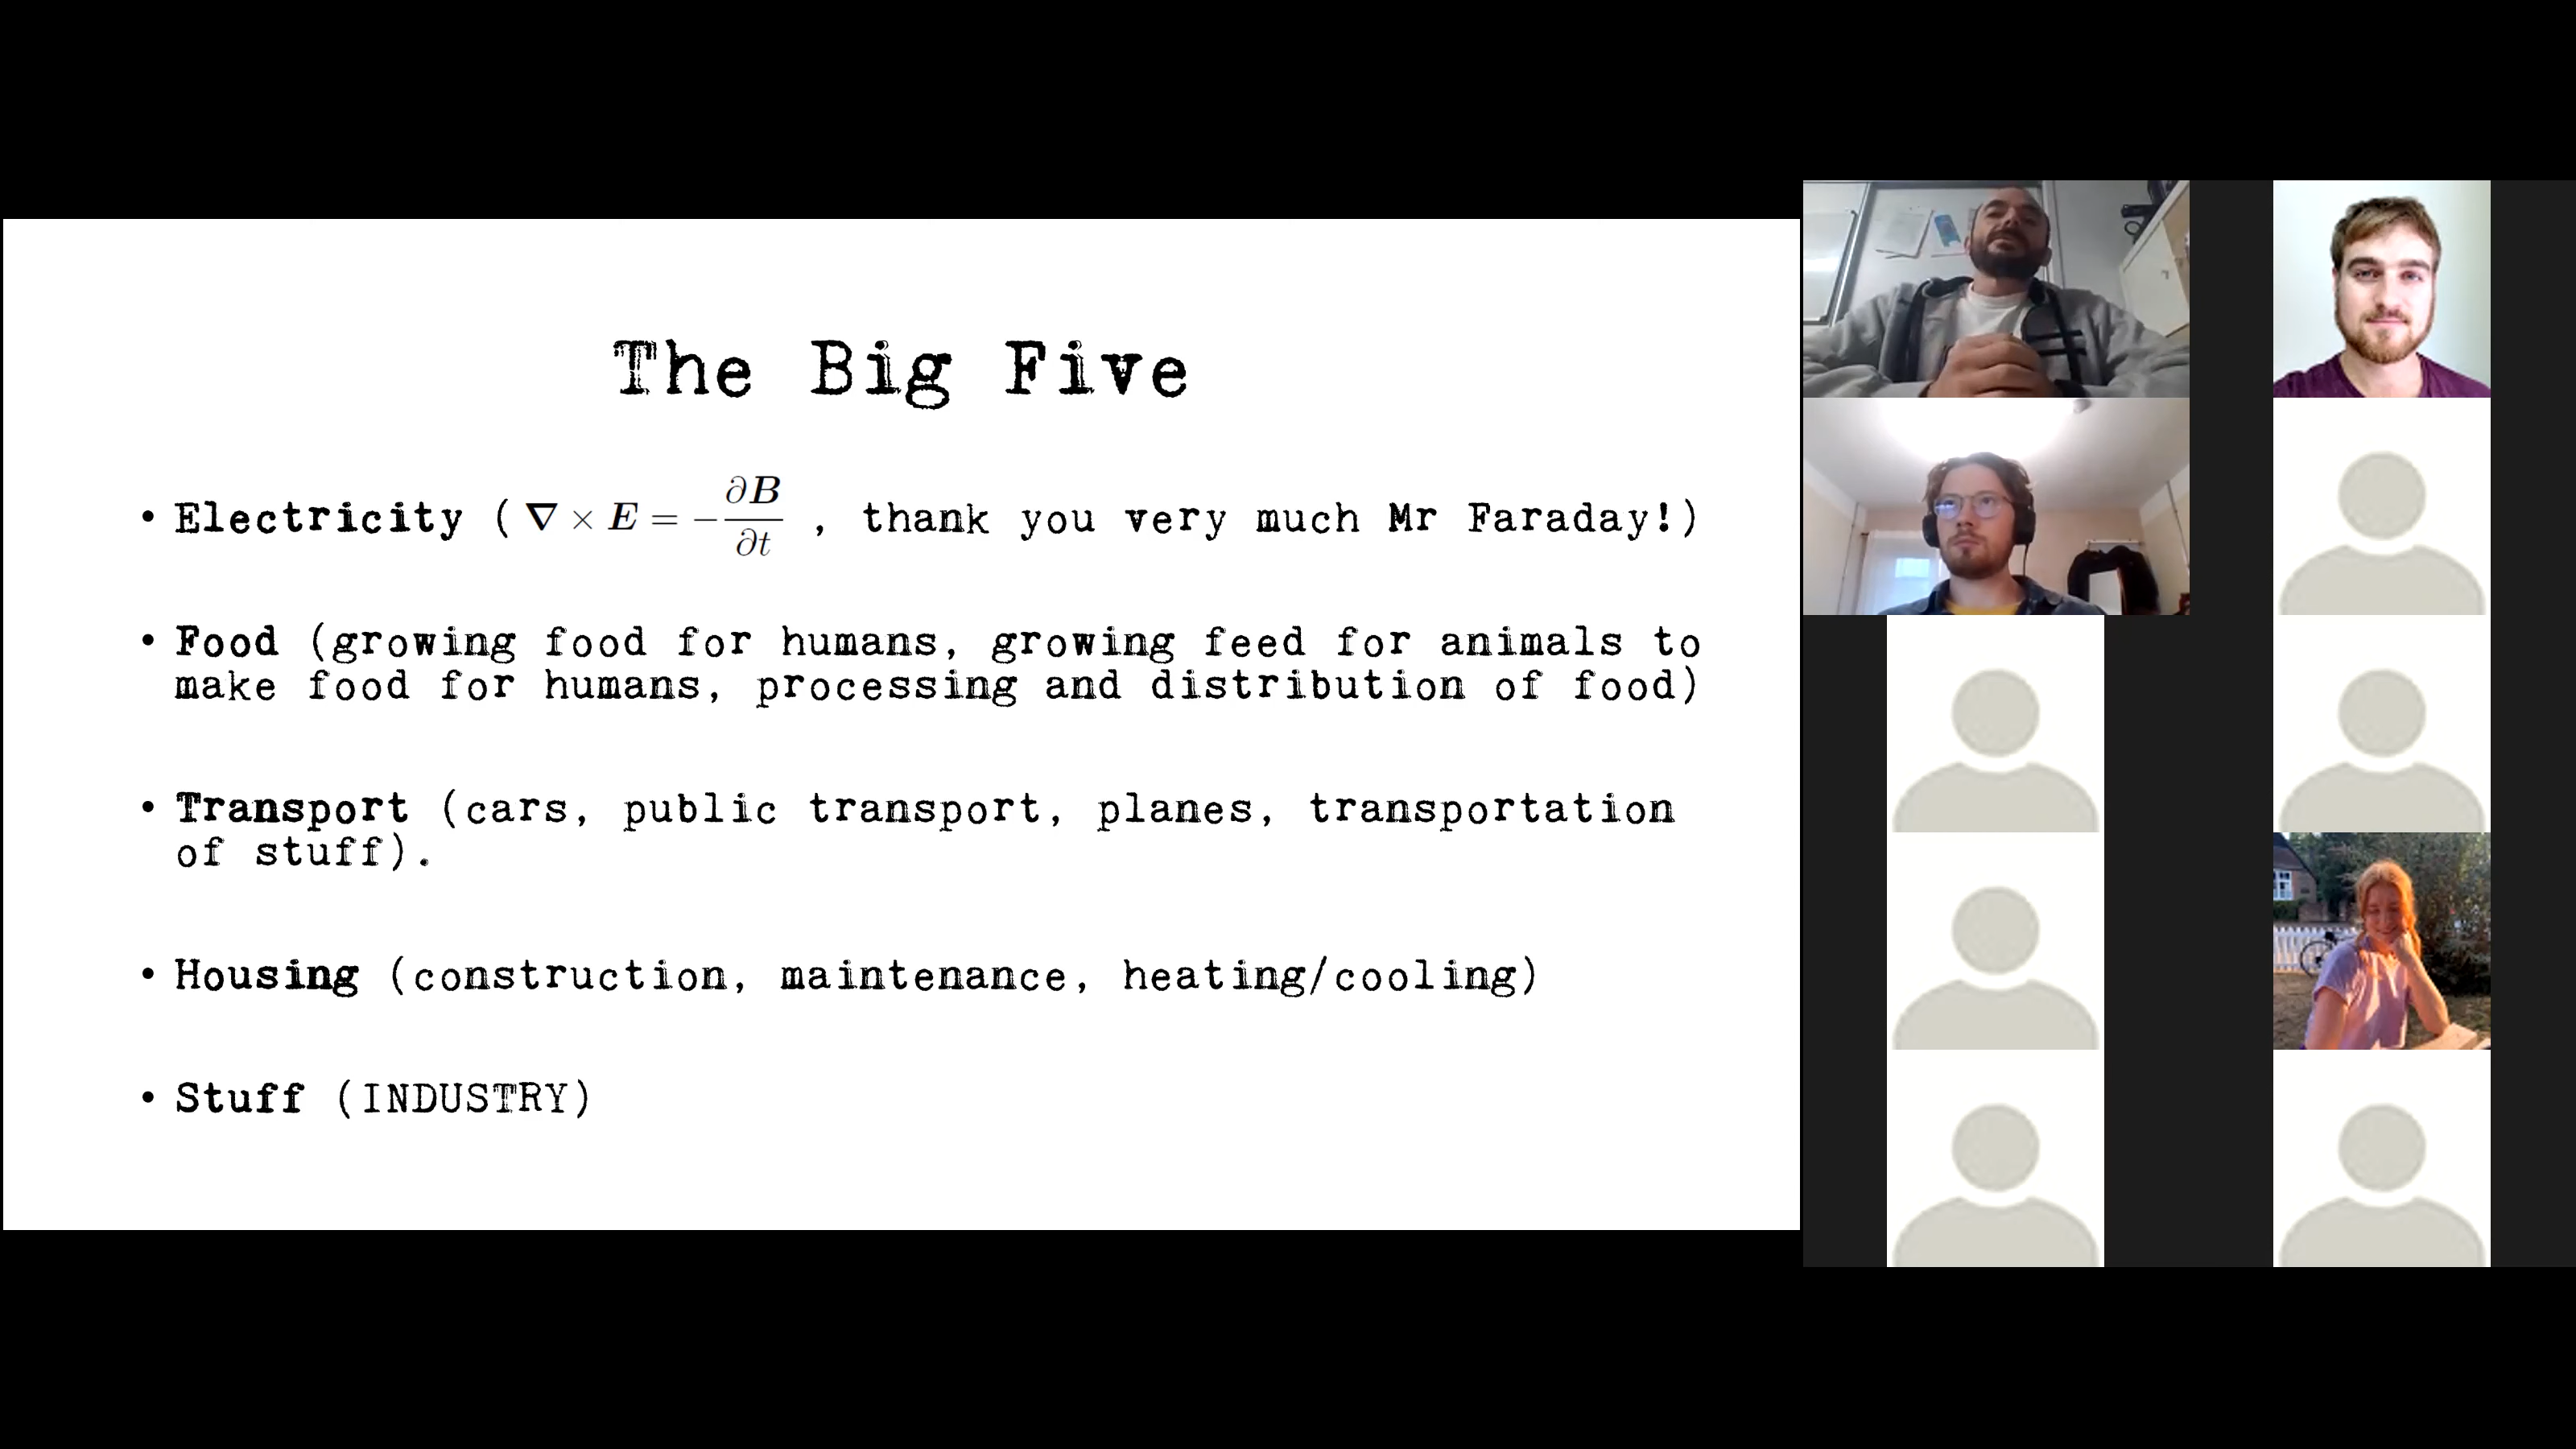 The Big Five
• Electricity ( ∇ × E = −∂B/∂t , thank you very much Mr Faraday!)
• Food (growing food for humans, growing feed for animals to
make food for humans, processing and distribution of food)
• Transport (cars, public transport, planes, transportation
of stuff).
• Housing (construction, maintenance, heating/cooling)
• Stuff (INDUSTRY)